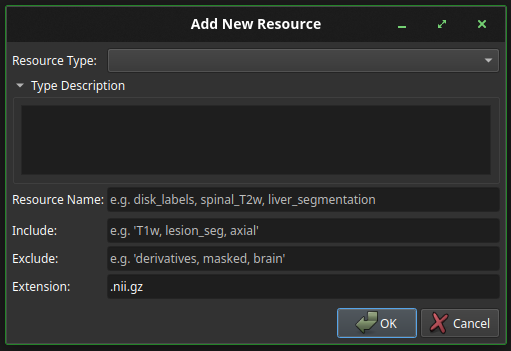 Add New Resource
Resource Type:
Type Description
Resource Name: e.g. disk_labels, spinal_T2w, liver_segmentation
Include: e.g. 'T1w, lesion_seg, axial'
Exclude: e.g. 'derivatives, masked, brain'
Extension: .nii.gz
OK Cancel